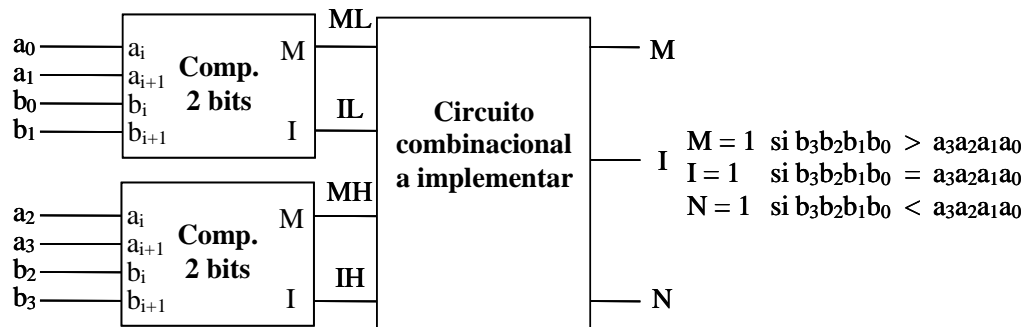 ML
a₀ aᵢ M M
a₁ aᵢ₊₁ Comp.
b₀ bᵢ 2 bits
b₁ bᵢ₊₁ I
IL
Circuito
combinacional
a implementar
I
M = 1 si b₃b₂b₁b₀ > a₃a₂a₁a₀
I = 1 si b₃b₂b₁b₀ = a₃a₂a₁a₀
N = 1 si b₃b₂b₁b₀ < a₃a₂a₁a₀
MH
a₂ aᵢ M
a₃ aᵢ₊₁ Comp.
b₂ bᵢ 2 bits
b₃ bᵢ₊₁ I
IH
N